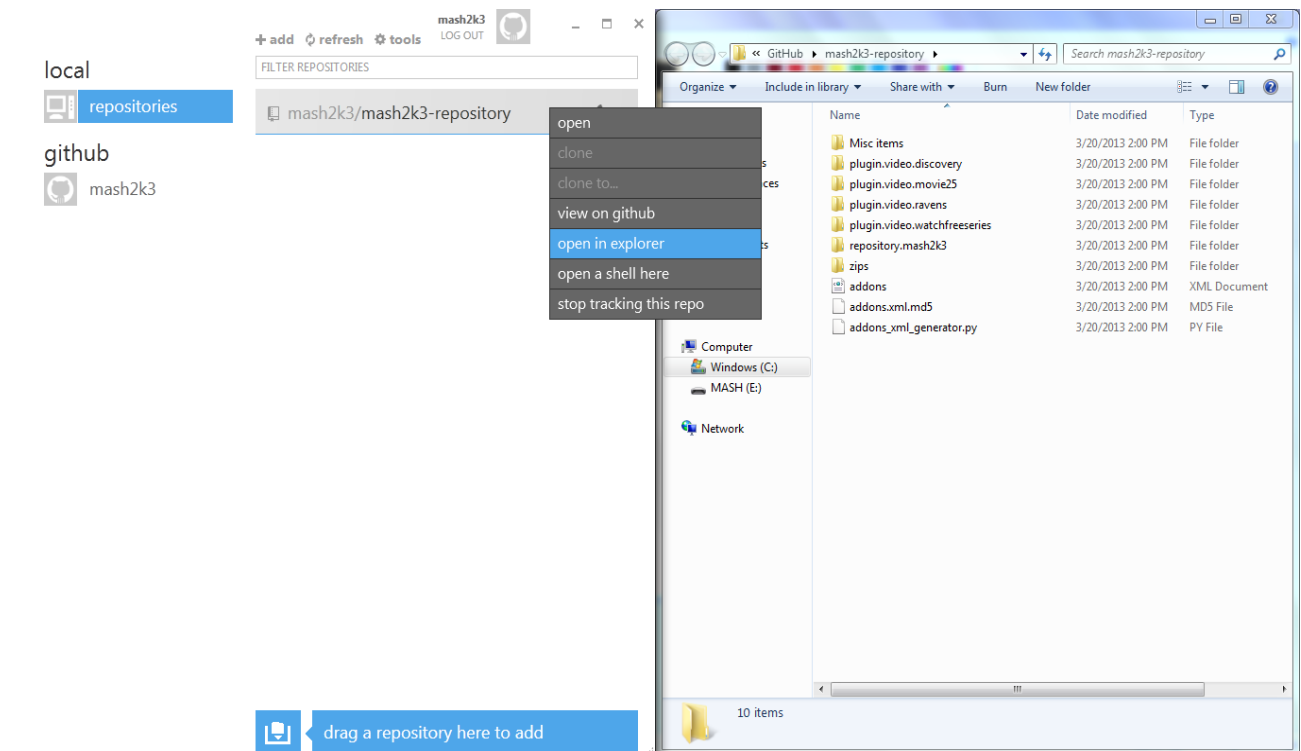 mash2k3
LOG OUT
add
refresh
tools
local
FILTER REPOSITORIES
repositories
mash2k3/mash2k3-repository
github
mash2k3
open
clone
clone to...
view on github
open in explorer
open a shell here
stop tracking this repo
drag a repository here to add
« GitHub mash2k3-repository
Search mash2k3-repository
Organize Include in library Share with Burn New folder
Name Date modified Type
Misc items 3/20/2013 2:00 PM File folder
plugin.video.discovery 3/20/2013 2:00 PM File folder
plugin.video.movie25 3/20/2013 2:00 PM File folder
plugin.video.ravens 3/20/2013 2:00 PM File folder
plugin.video.watchfreeseries 3/20/2013 2:00 PM File folder
repository.mash2k3 3/20/2013 2:00 PM File folder
zips 3/20/2013 2:00 PM File folder
addons 3/20/2013 2:00 PM XML Document
addons.xml.md5 3/20/2013 2:00 PM MD5 File
addons_xml_generator.py 3/20/2013 2:00 PM PY File
Computer
Windows (C:)
MASH (E:)
Network
10 items